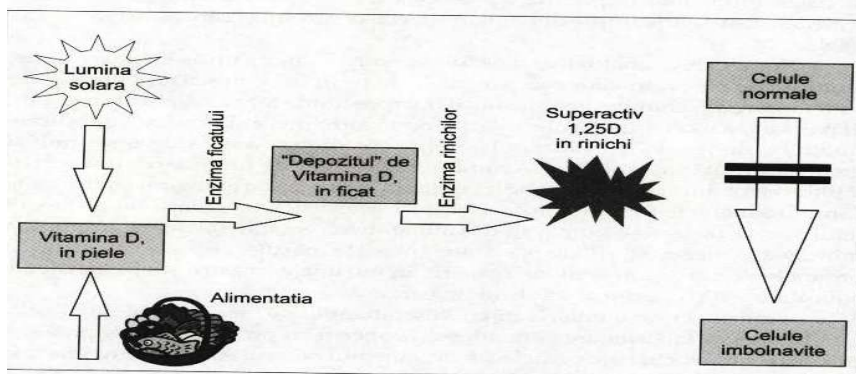 Lumina
solara
Enzima ficatului
"Depozitul" de
Vitamina D,
in ficat
Enzima rinichilor
Superactiv
1,25D
in rinichi
Celule
normale
Vitamina D,
in piele
Alimentatia
Celule
imbolnavite